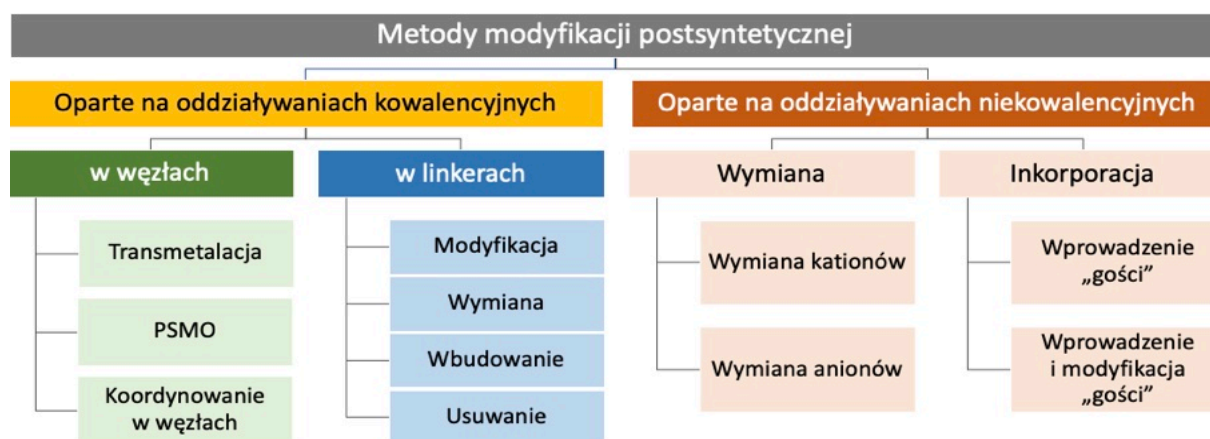 Metody modyfikacji postsyntetycznej
Oparte na oddziaływaniach kowalencyjnych
Oparte na oddziaływaniach niekowalencyjnych
w węzłach
w linkerach
Wymiana
Inkorporacja
Transmetalacja
PSMO
Koordynowanie
w węzłach
Modyfikacja
Wymiana
Wbudowanie
Usuwanie
Wymiana kationów
Wymiana anionów
Wprowadzenie
„gości”
Wprowadzenie
i modyfikacja
„gości”